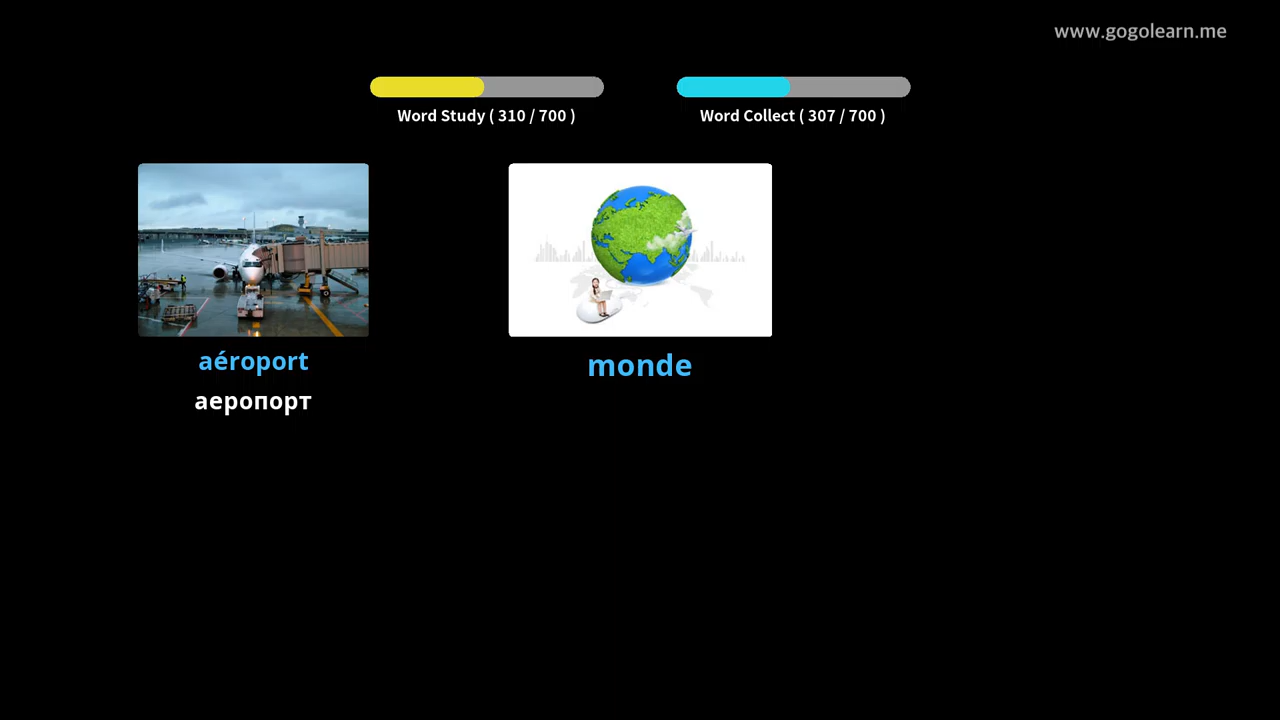 www.gogolearn.me
Word Study ( 310 / 700 )
Word Collect ( 307 / 700 )
aéroport
аеропорт
monde